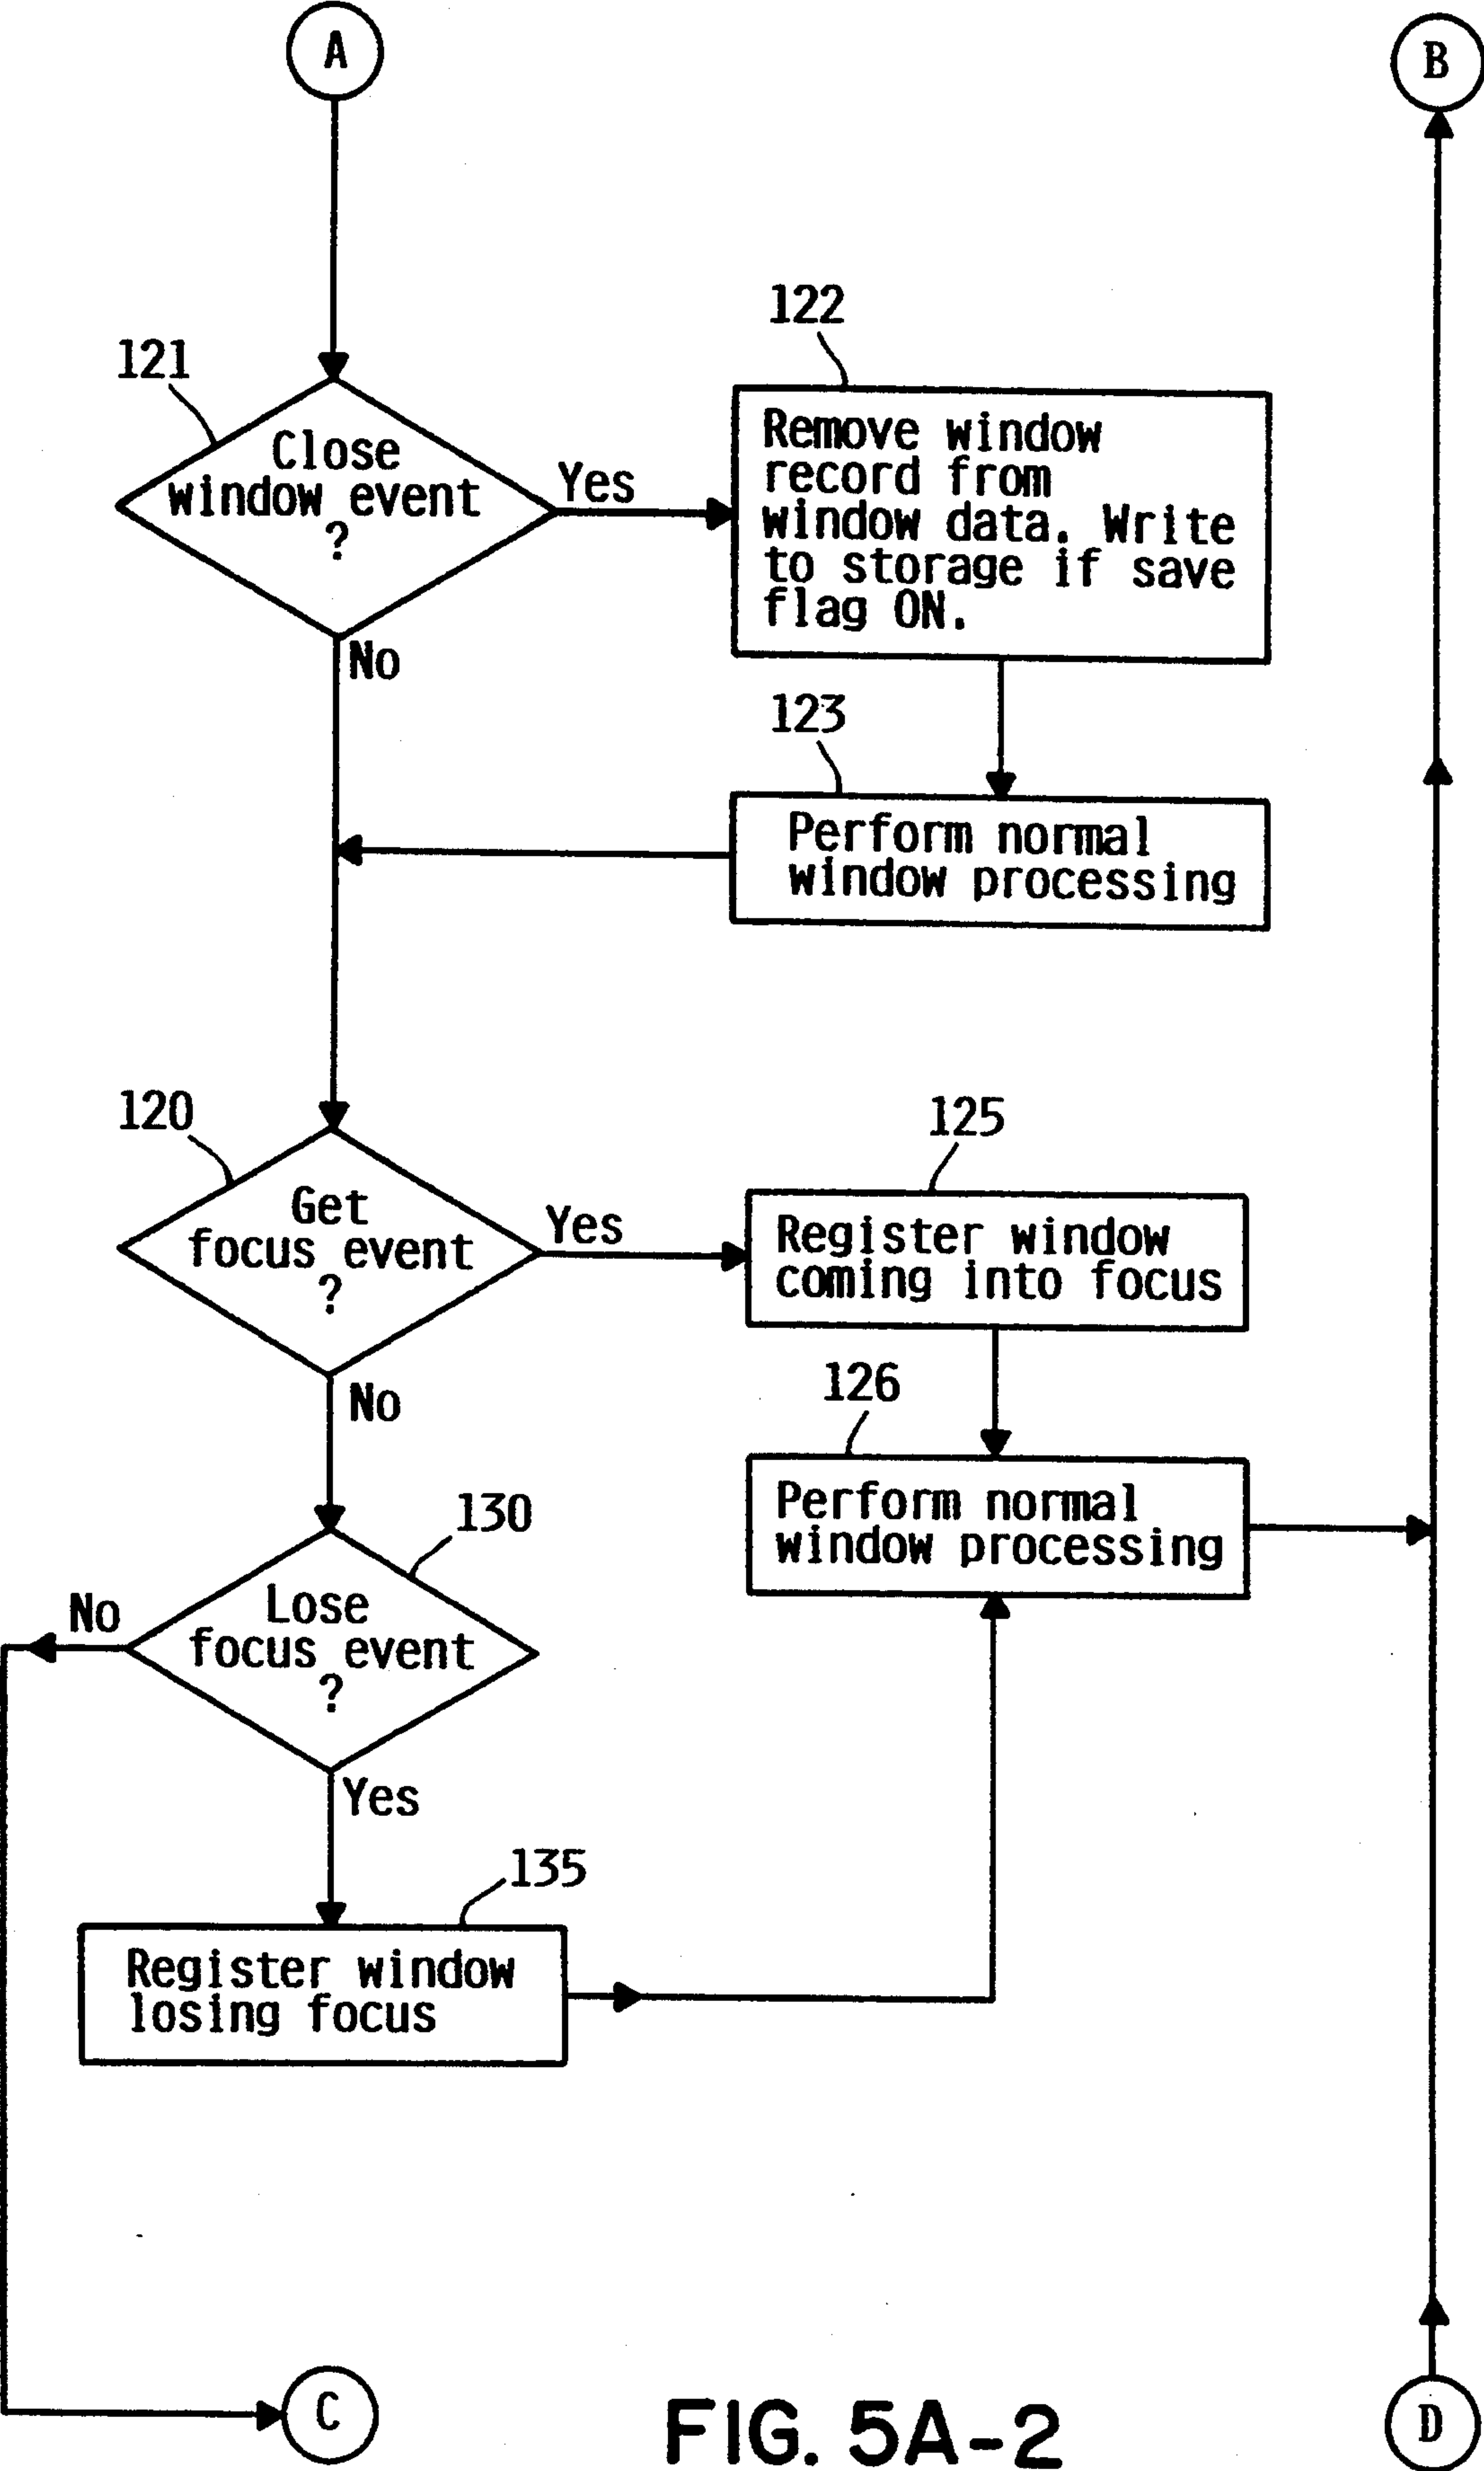 A
B
121
Close
window event
?
Yes
No
122
Remove window
record from
window data. Write
to storage if save
flag ON.
123
Perform normal
window processing
120
Get
focus event
?
Yes
No
125
Register window
coming into focus
126
Perform normal
window processing
130
Lose
focus event
?
No
Yes
135
Register window
losing focus
C
D
FIG. 5A-2